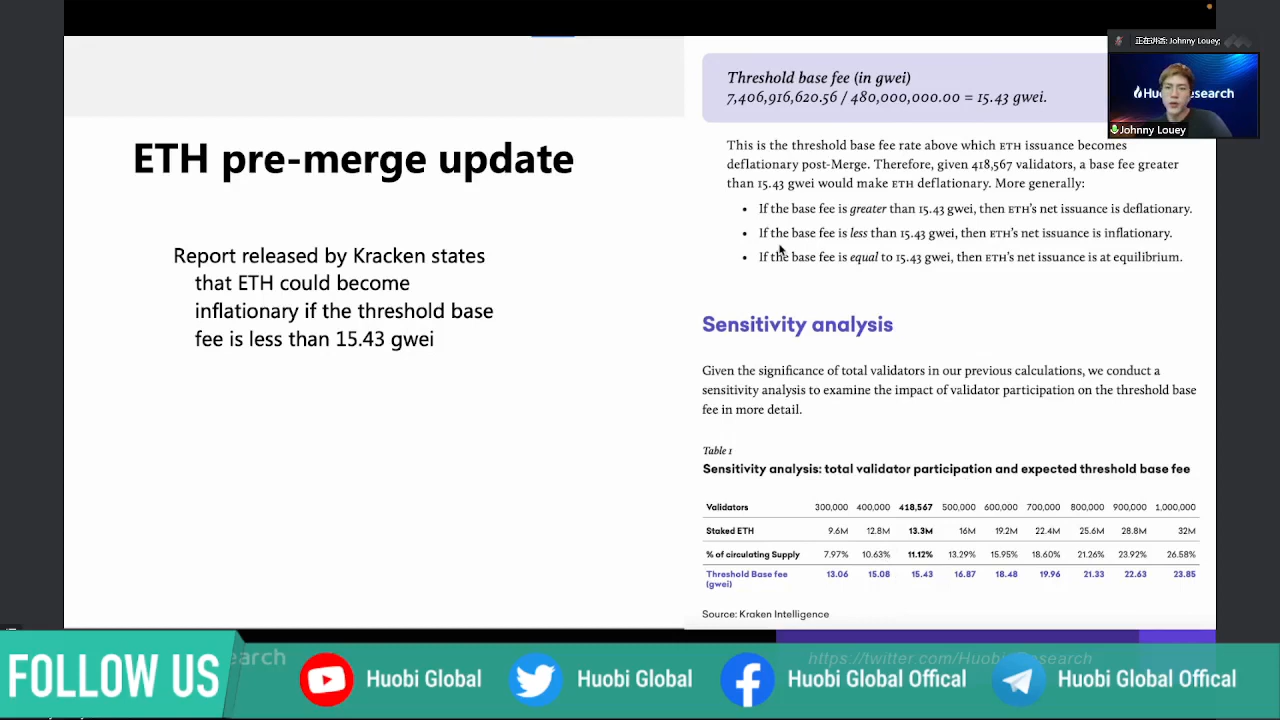 正在讲话: Johnny Louey;
Huobi Research
Johnny Louey
ETH pre-merge update
Report released by Kracken states
that ETH could become
inflationary if the threshold base
fee is less than 15.43 gwei
Threshold base fee (in gwei)
7,406,916,620.56 / 480,000,000.00 = 15.43 gwei.
This is the threshold base fee rate above which ETH issuance becomes
deflationary post-Merge. Therefore, given 418,567 validators, a base fee greater
than 15.43 gwei would make ETH deflationary. More generally:
• If the base fee is greater than 15.43 gwei, then ETH's net issuance is deflationary.
• If the base fee is less than 15.43 gwei, then ETH's net issuance is inflationary.
• If the base fee is equal to 15.43 gwei, then ETH's net issuance is at equilibrium.
Sensitivity analysis
Given the significance of total validators in our previous calculations, we conduct a
sensitivity analysis to examine the impact of validator participation on the threshold base
fee in more detail.
Table 1
Sensitivity analysis: total validator participation and expected threshold base fee
Validators 300,000 400,000 418,567 500,000 600,000 700,000 800,000 900,000 1,000,000
Staked ETH 9.6M 12.8M 13.3M 16M 19.2M 22.4M 25.6M 28.8M 32M
% of circulating Supply 7.97% 10.63% 11.12% 13.29% 15.95% 18.60% 21.26% 23.92% 26.58%
Threshold Base fee 13.06 15.08 15.43 16.87 18.48 19.96 21.33 22.63 23.85
(gwei)
Source: Kraken Intelligence
earch
https://twitter.com/Huobi_Research
FOLLOW US
Huobi Global
Huobi Global
Huobi Global Offical
Huobi Global Offical